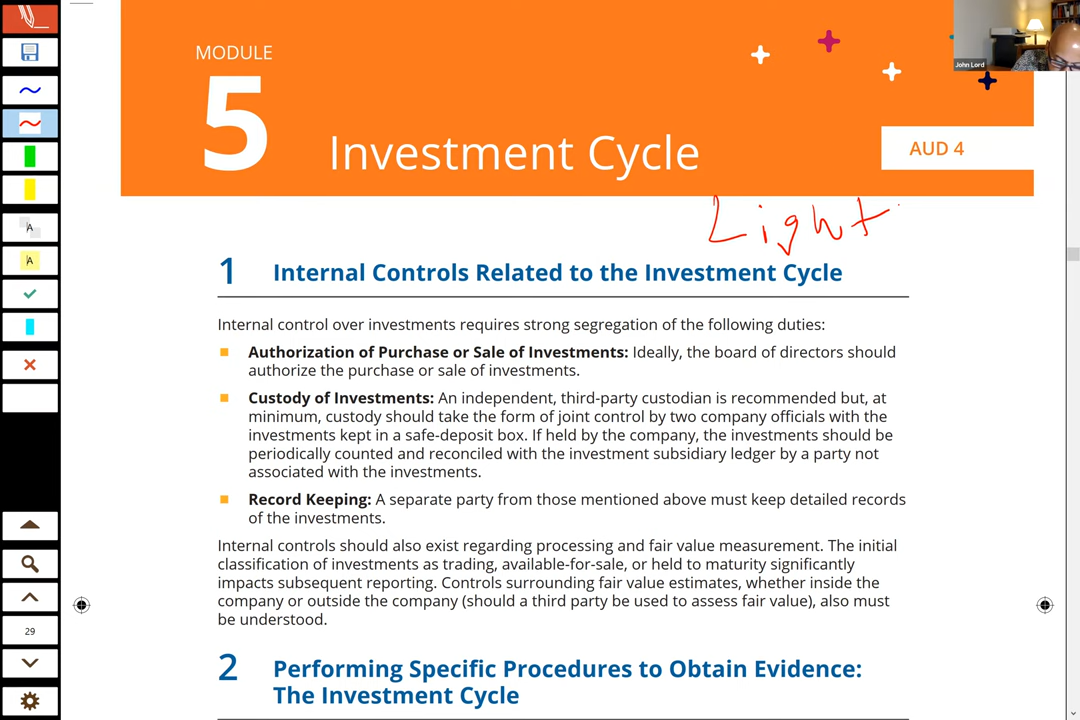 MODULE
5
Investment Cycle
AUD 4
John Lord
Light
1 Internal Controls Related to the Investment Cycle
Internal control over investments requires strong segregation of the following duties:
Authorization of Purchase or Sale of Investments: Ideally, the board of directors should
authorize the purchase or sale of investments.
Custody of Investments: An independent, third-party custodian is recommended but, at
minimum, custody should take the form of joint control by two company officials with the
investments kept in a safe-deposit box. If held by the company, the investments should be
periodically counted and reconciled with the investment subsidiary ledger by a party not
associated with the investments.
Record Keeping: A separate party from those mentioned above must keep detailed records
of the investments.
Internal controls should also exist regarding processing and fair value measurement. The initial
classification of investments as trading, available-for-sale, or held to maturity significantly
impacts subsequent reporting. Controls surrounding fair value estimates, whether inside the
company or outside the company (should a third party be used to assess fair value), also must
be understood.
2 Performing Specific Procedures to Obtain Evidence:
The Investment Cycle
A
A
29